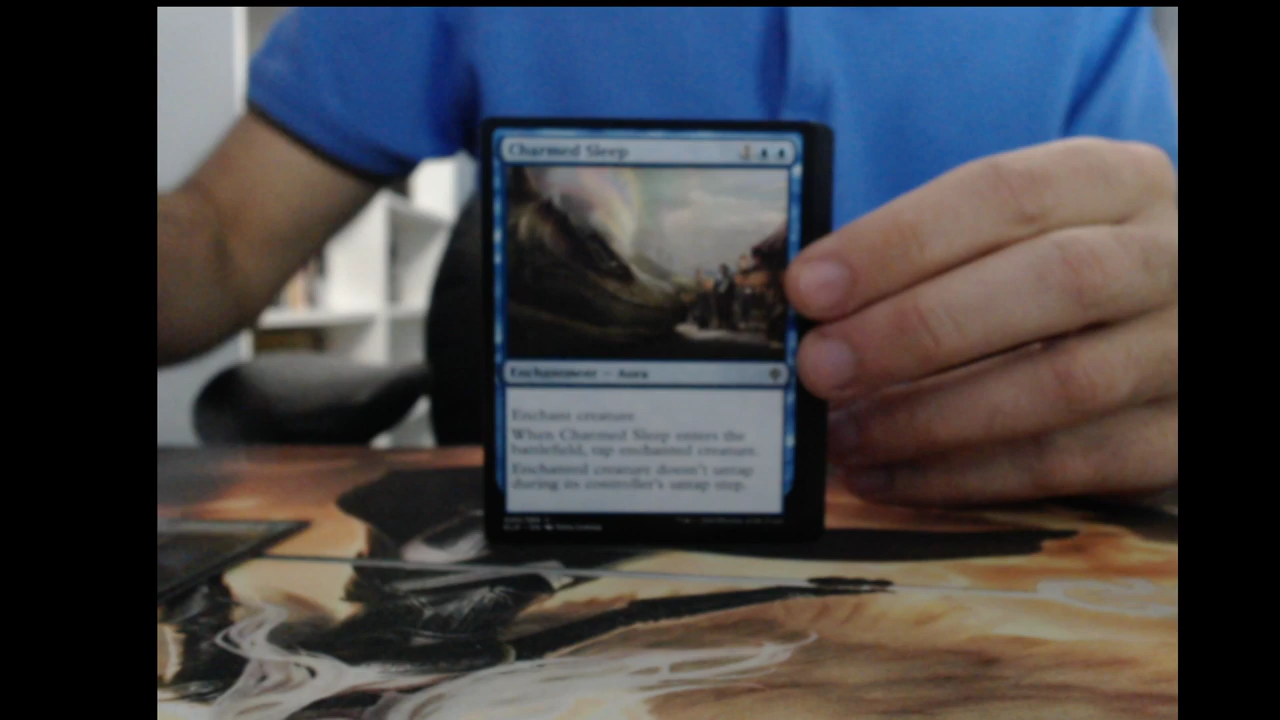 Charmed Sleep
Enchantment — Aura
Enchant creature
When Charmed Sleep enters the
battlefield, tap enchanted creature.
Enchanted creature doesn't untap
during its controller's untap step.